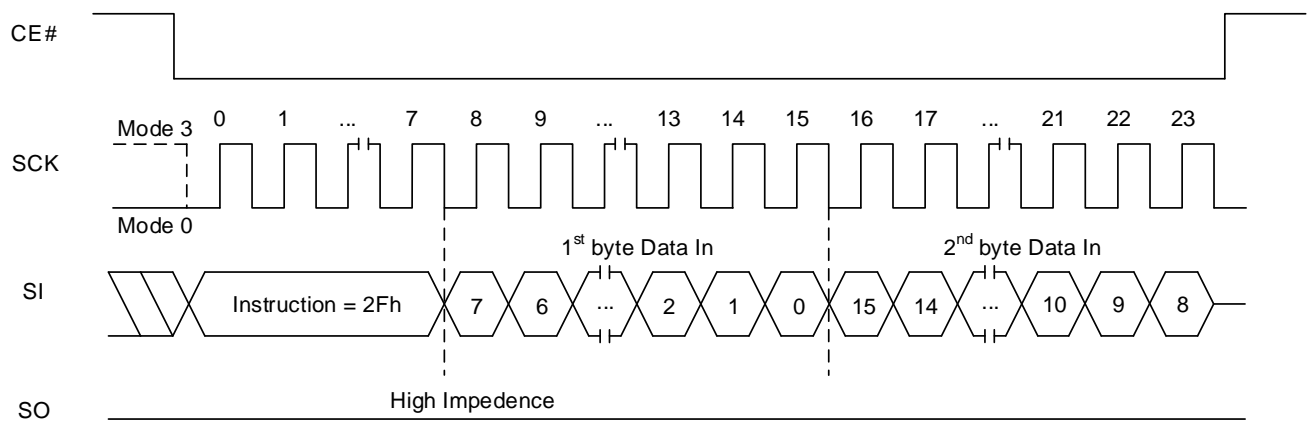 CE#
0 1 ... 7 8 9 ... 13 14 15 16 17 ... 21 22 23
Mode 3
SCK
Mode 0
1st byte Data In 2nd byte Data In
SI Instruction = 2Fh 7 6 ... 2 1 0 15 14 ... 10 9 8
High Impedence
SO